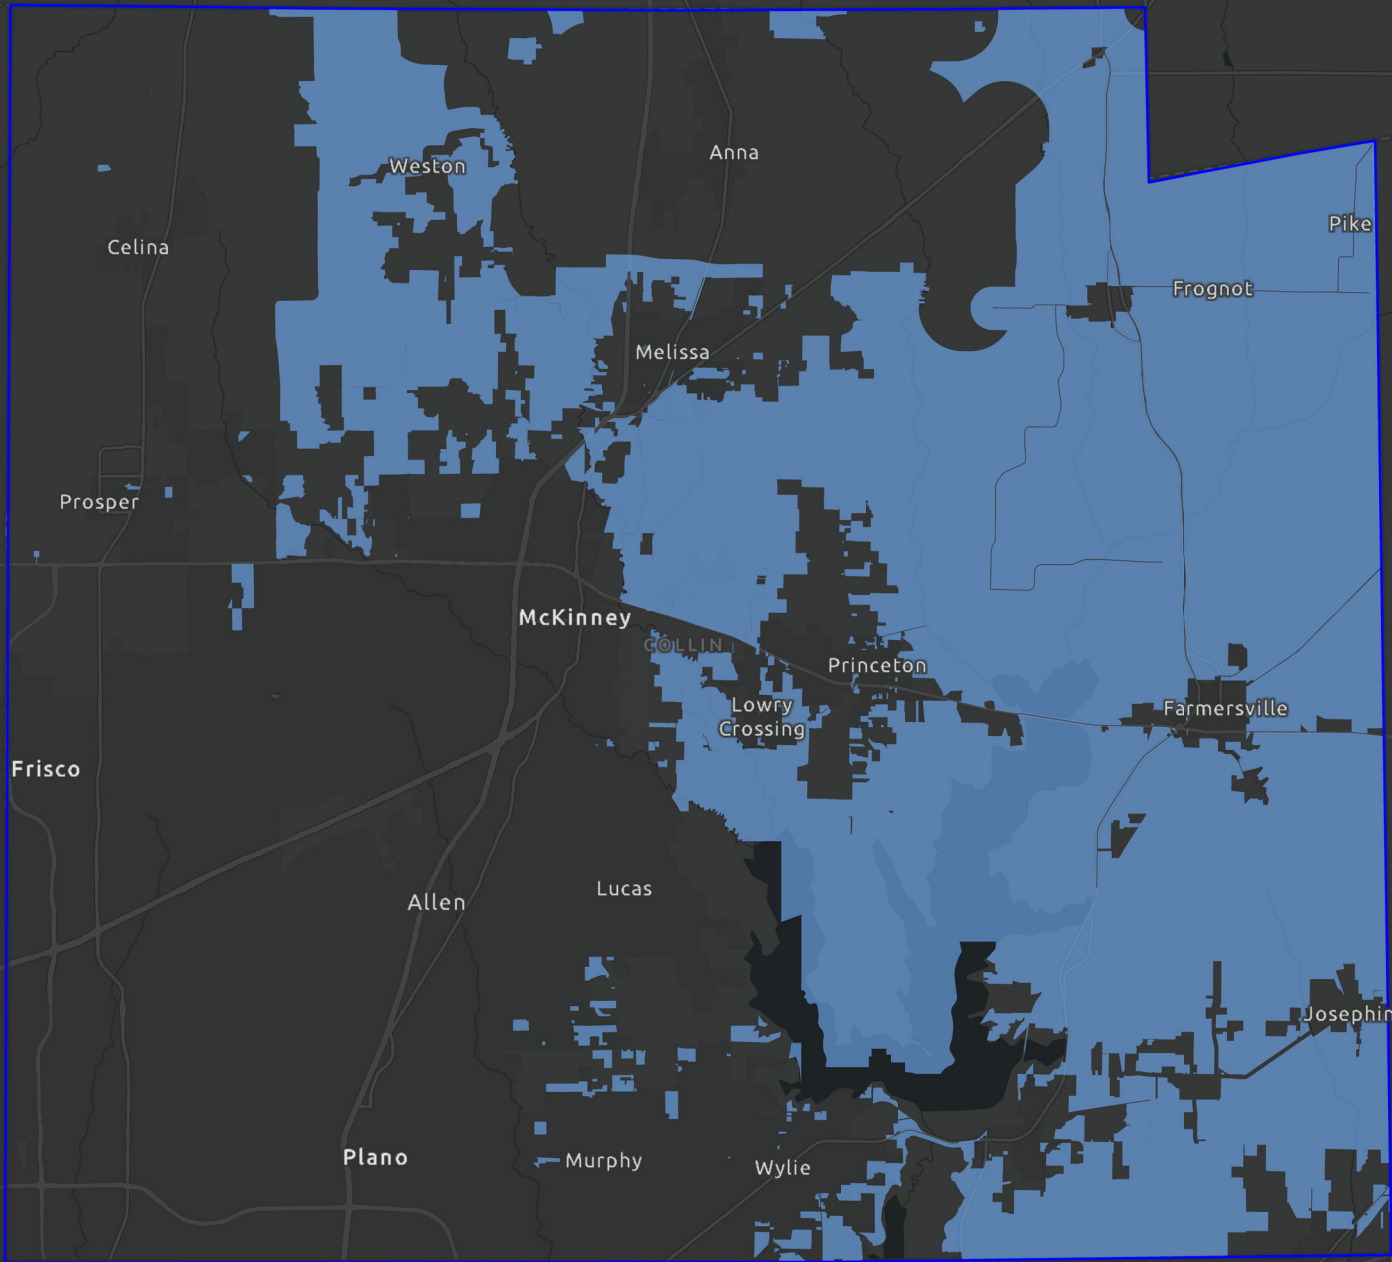 Weston
Anna
Pike
Celina
Frognot
Melissa
Prosper
McKinney
COLLIN
Princeton
Lowry
Crossing
Farmersville
Frisco
Lucas
Allen
Josephin
Plano
Murphy
Wylie